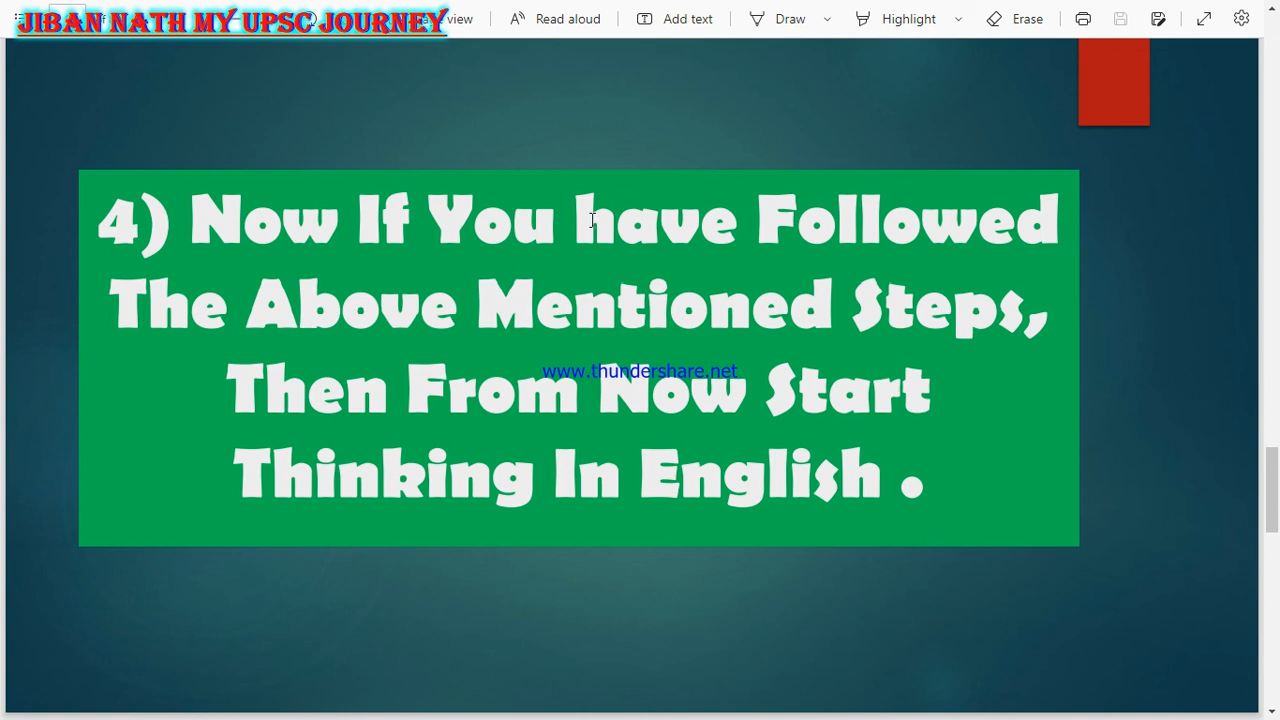 JIBAN NATH MY UPSC JOURNEY
view
Read aloud
Add text
Draw
Highlight
Erase
4) Now If You have Followed
The Above Mentioned Steps,
www.thundershare.net
Then From Now Start
Thinking In English .